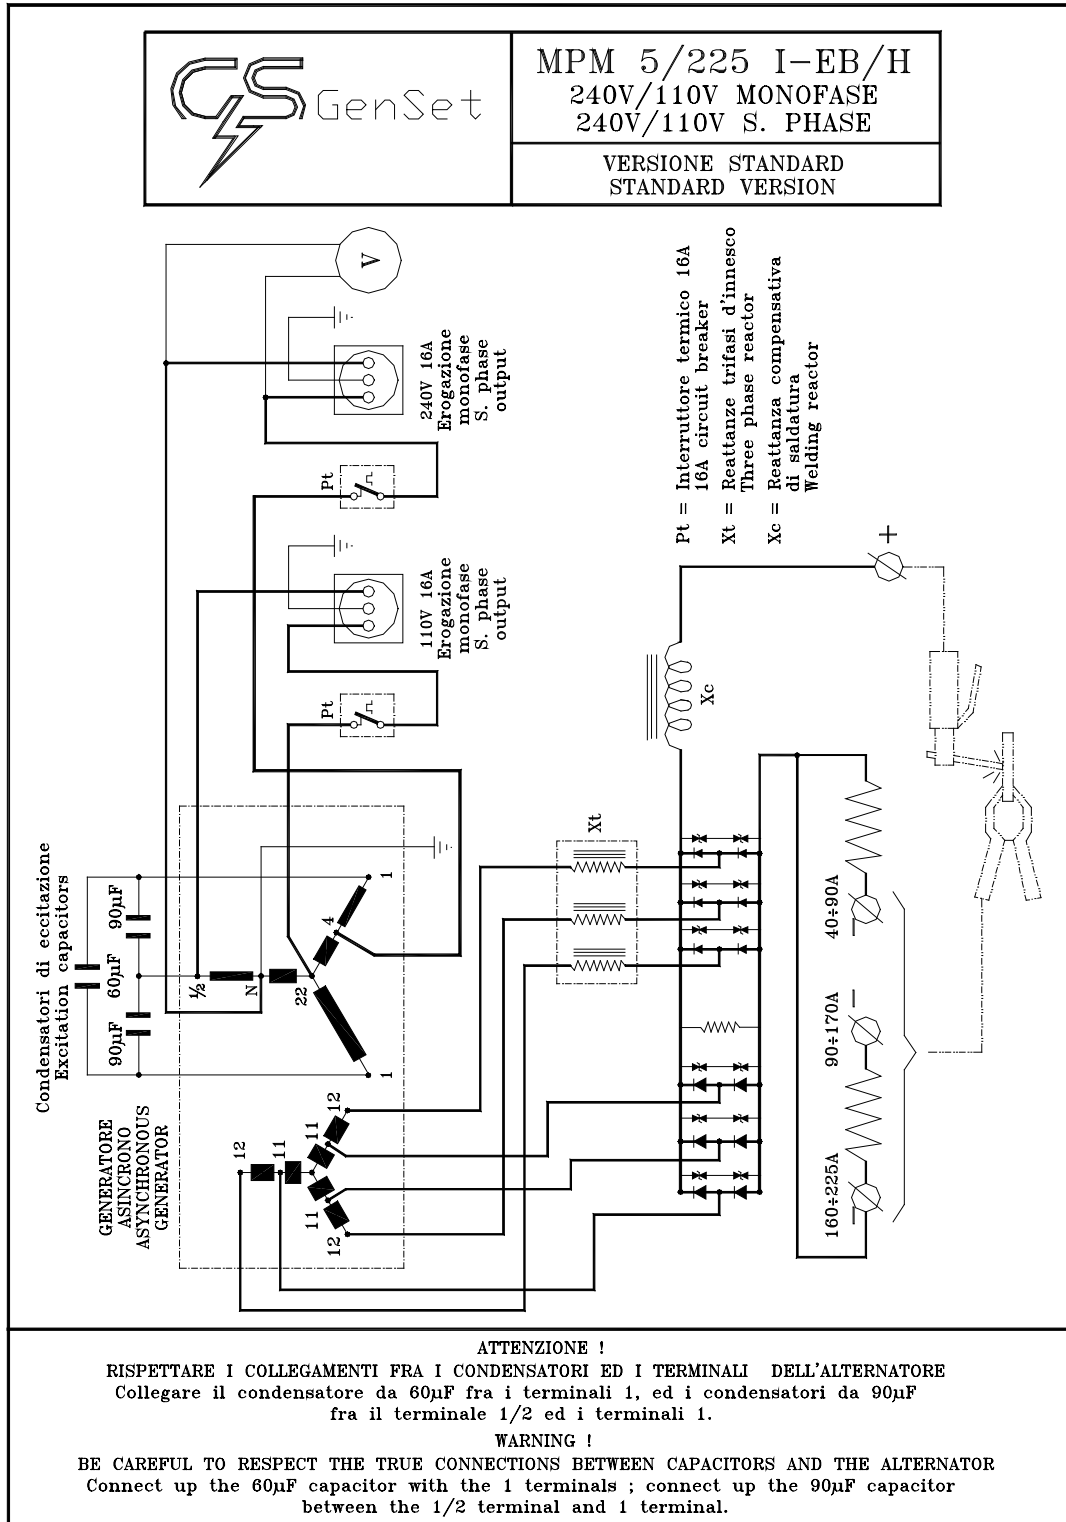 GS GenSet
MPM 5/225 I-EB/H
240V/110V MONOFASE
240V/110V S. PHASE
VERSIONE STANDARD
STANDARD VERSION
V
240V 16A
Erogazione
monofase
S. phase
output
Pt
110V 16A
Erogazione
monofase
S. phase
output
Pt
Pt = Interruttore termico 16A
16A circuit breaker
Xt = Reattanze trifasi d'innesco
Three phase reactor
Xc = Reattanza compensativa
di saldatura
Welding reactor
+
Xc
Xt
Condensatori di eccitazione
Excitation capacitors
90µF
60µF
90µF
1
4
½
N
22
1
GENERATORE
ASINCRONO
ASYNCHRONOUS
GENERATOR
12
11
11
12
11
12
40÷90A
–
90÷170A
–
160÷225A
–
ATTENZIONE !
RISPETTARE I COLLEGAMENTI FRA I CONDENSATORI ED I TERMINALI DELL'ALTERNATORE
Collegare il condensatore da 60µF fra i terminali 1, ed i condensatori da 90µF
fra il terminale 1/2 ed i terminali 1.
WARNING !
BE CAREFUL TO RESPECT THE TRUE CONNECTIONS BETWEEN CAPACITORS AND THE ALTERNATOR
Connect up the 60µF capacitor with the 1 terminals ; connect up the 90µF capacitor
between the 1/2 terminal and 1 terminal.